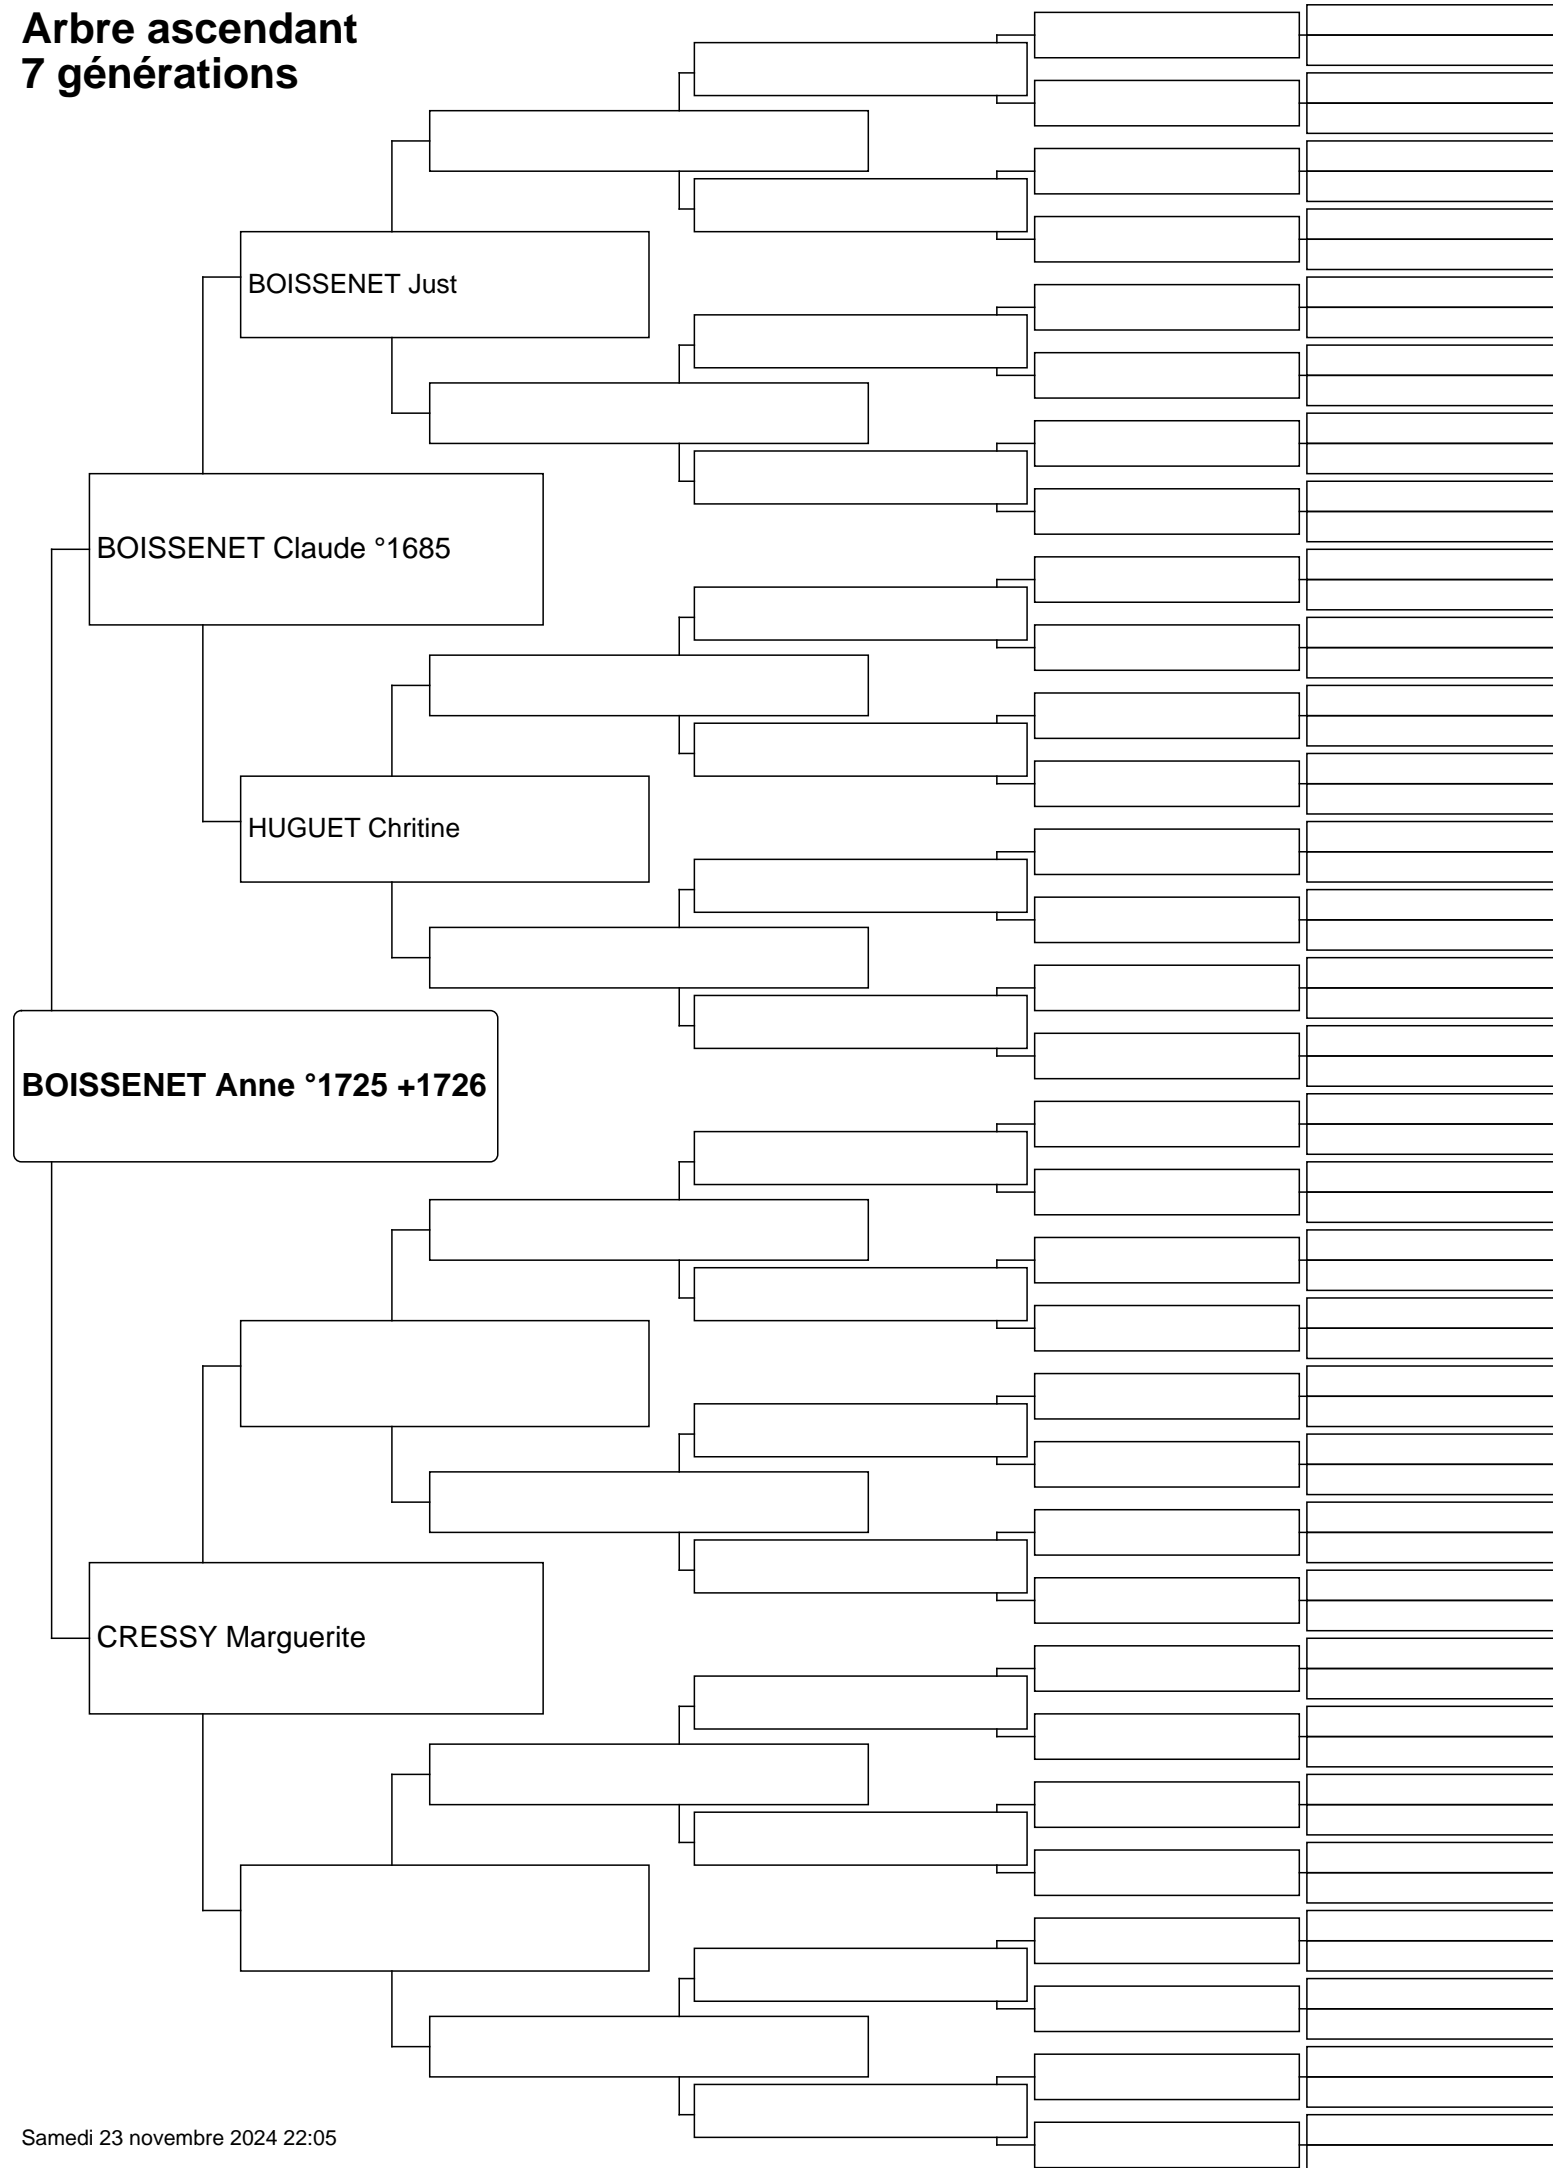 Arbre ascendant
7 générations
BOISSENET Just
BOISSENET Claude °1685
HUGUET Chritine
BOISSENET Anne °1725 +1726
CRESSY Marguerite
Samedi 23 novembre 2024 22:05